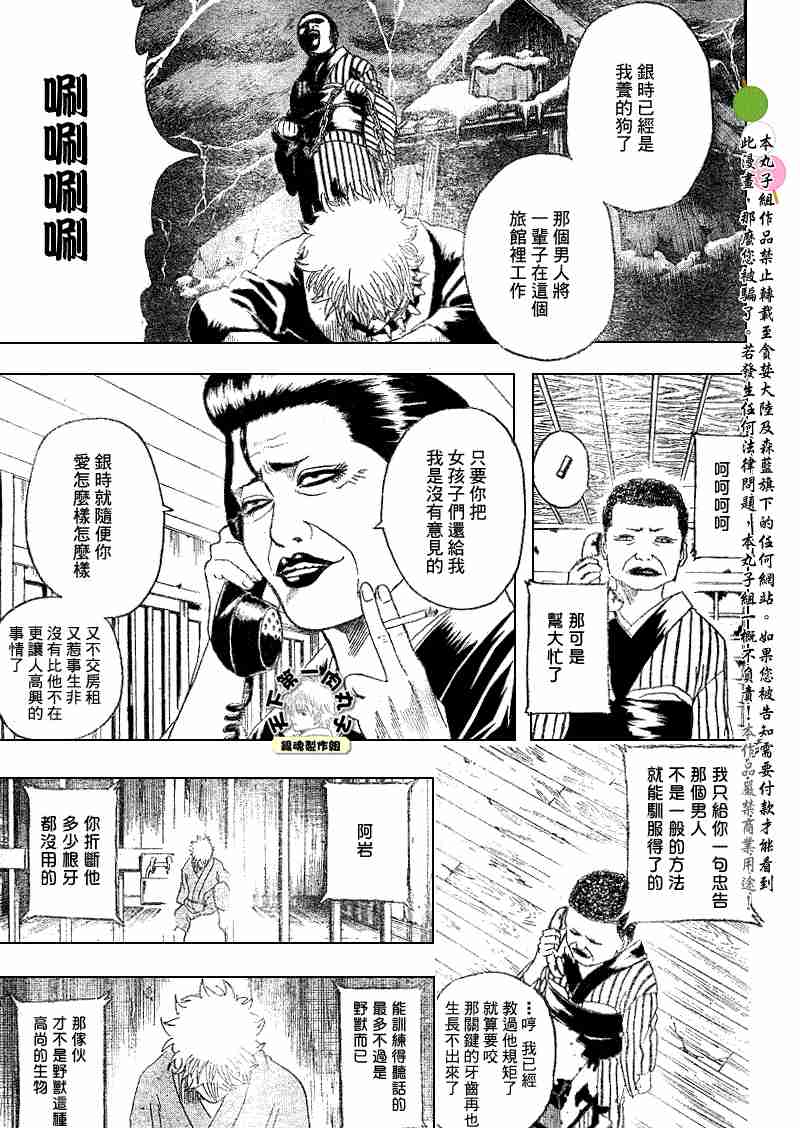 銀時已經是
我養的狗了
那個男人將
一輩子在這個
旅館裡工作
唰唰唰唰
呵呵呵呵
那可是
幫大忙了
只要你把
女孩子們還給我
我是沒有意見的
銀時就隨便你
愛怎麼樣怎麼樣
又不交房租
又惹事生非
沒有比他不在
更讓人高興的
事情了
天下第一肉丸子
銀魂製作組
我只給你一句忠告
那個男人
不是一般的方法
就能馴服得了的
阿岩
你折斷他
多少根牙
都沒用的
…哼 我已經
教過他規矩了
就算要咬
那關鍵的牙齒再也
生長不出來了
能訓練得聽話的
最多不過是
野獸而已
那傢伙
才不是野獸這種
高尚的生物
本丸子組作品禁止轉載至貪婪大陸及森藍旗下的任何網站。如果您被告知需要付款才能看到
此漫畫，那麼您被騙了。若發生任何法律問題，本丸子組一概不負責！本作品嚴禁商業用途